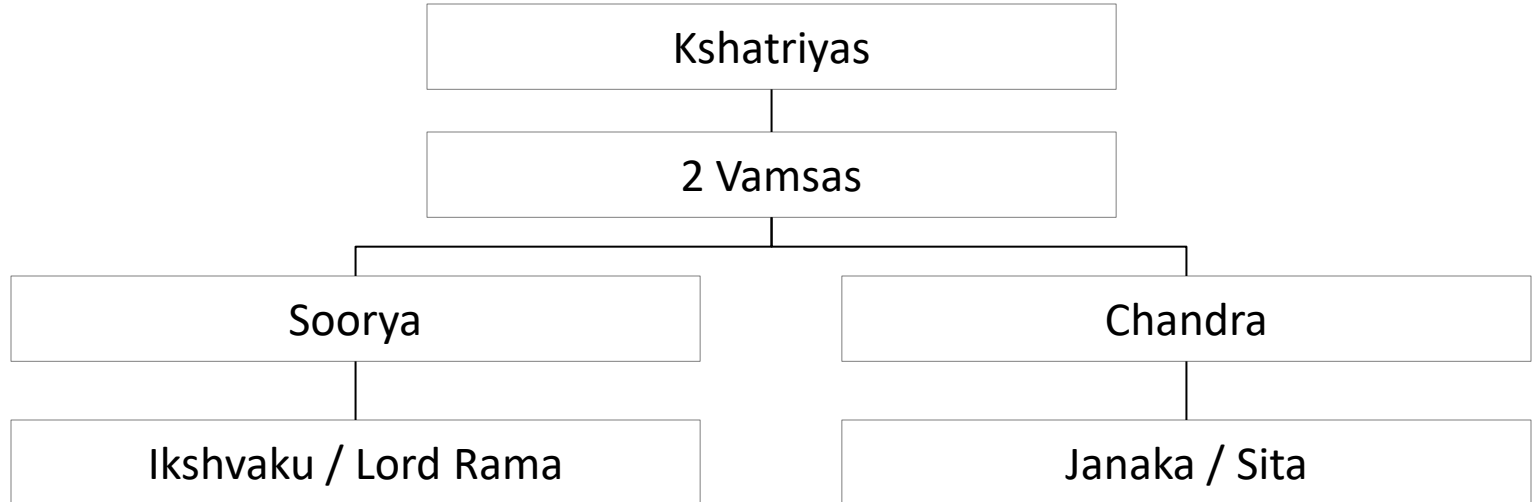 Kshatriyas
2 Vamsas
Soorya
Chandra
Ikshvaku / Lord Rama
Janaka / Sita